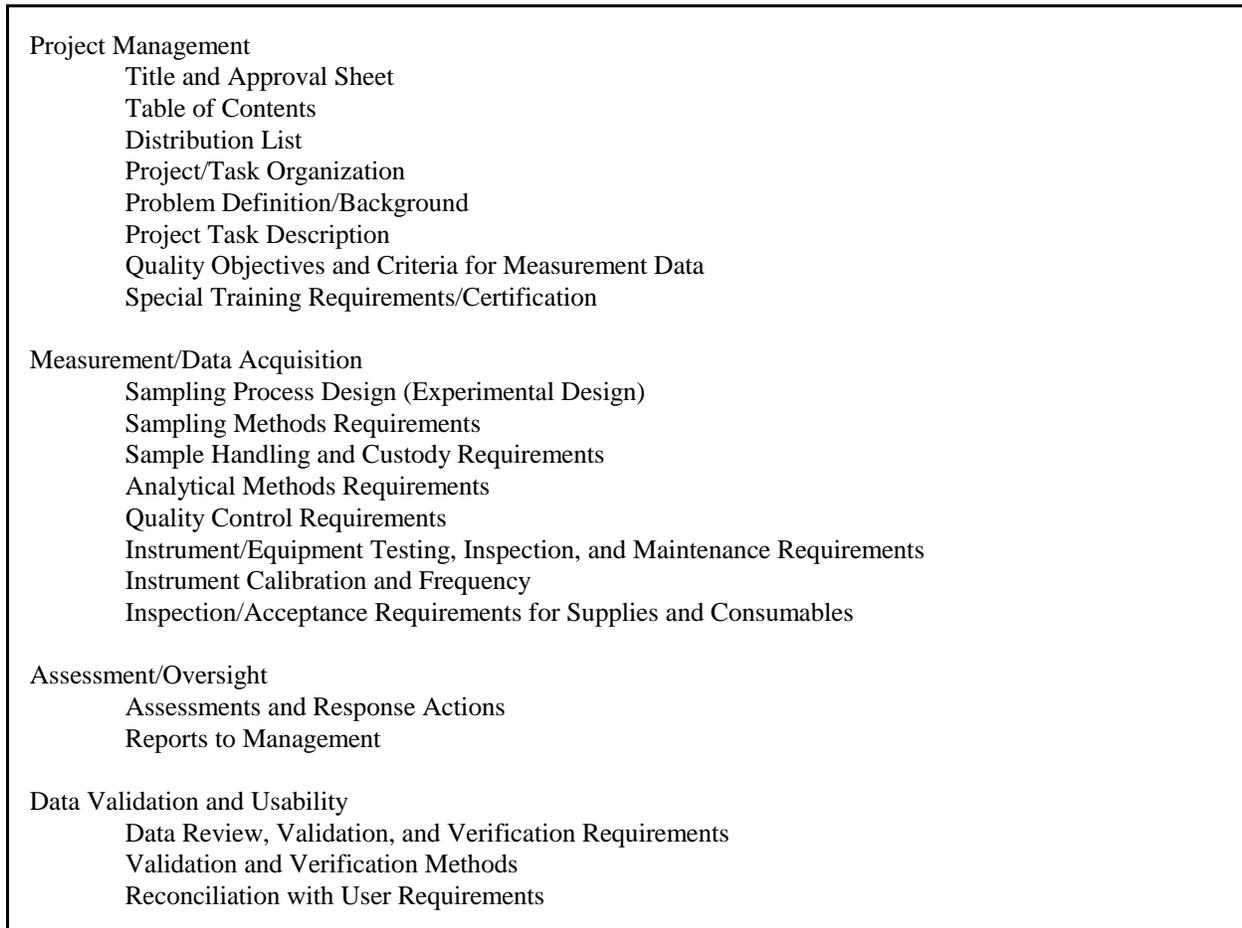 Project Management
Title and Approval Sheet
Table of Contents
Distribution List
Project/Task Organization
Problem Definition/Background
Project Task Description
Quality Objectives and Criteria for Measurement Data
Special Training Requirements/Certification
Measurement/Data Acquisition
Sampling Process Design (Experimental Design)
Sampling Methods Requirements
Sample Handling and Custody Requirements
Analytical Methods Requirements
Quality Control Requirements
Instrument/Equipment Testing, Inspection, and Maintenance Requirements
Instrument Calibration and Frequency
Inspection/Acceptance Requirements for Supplies and Consumables
Assessment/Oversight
Assessments and Response Actions
Reports to Management
Data Validation and Usability
Data Review, Validation, and Verification Requirements
Validation and Verification Methods
Reconciliation with User Requirements